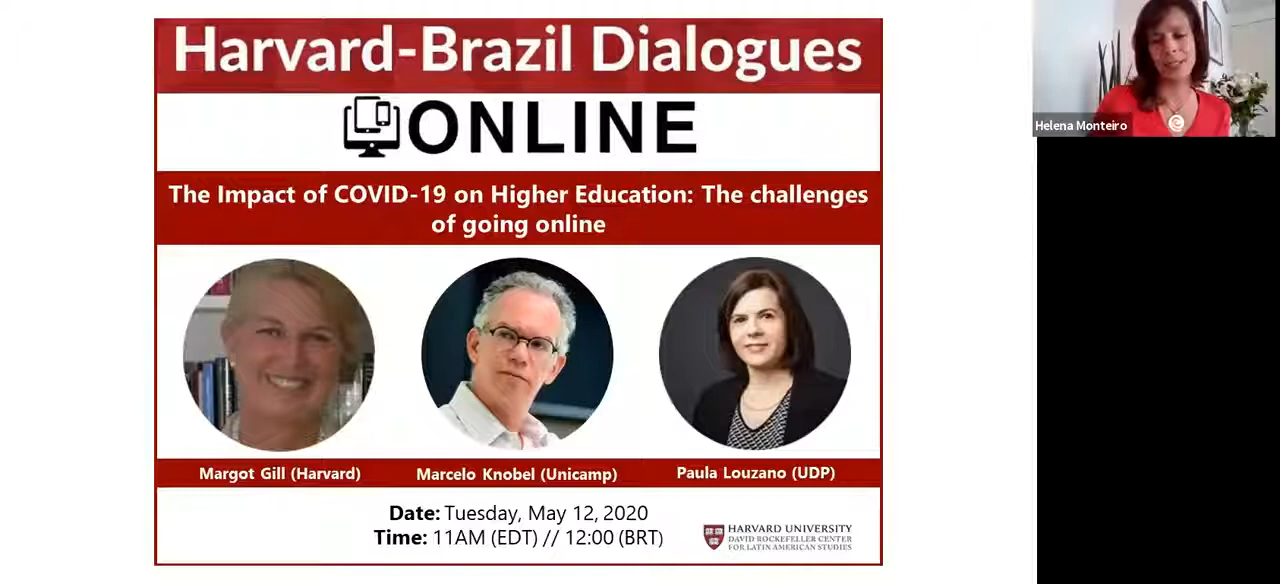 Harvard-Brazil Dialogues
ONLINE
The Impact of COVID-19 on Higher Education: The challenges
of going online
Margot Gill (Harvard)
Marcelo Knobel (Unicamp)
Paula Louzano (UDP)
Date: Tuesday, May 12, 2020
Time: 11AM (EDT) // 12:00 (BRT)
HARVARD UNIVERSITY
DAVID ROCKEFELLER CENTER
FOR LATIN AMERICAN STUDIES
Helena Monteiro